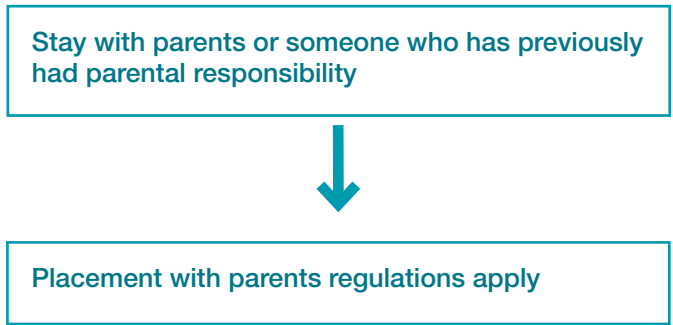 Stay with parents or someone who has previously
had parental responsibility
Placement with parents regulations apply